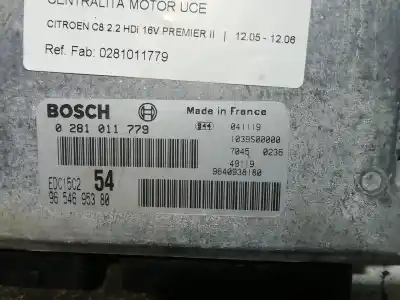 CENTRALITA MOTOR UCE
CITROEN C8 2.2 HDI 16V PREMIER II | 12.05 - 12.06
Ref. Fab: 0281011779
BOSCH Made in France
0 281 011 779 041119
1039S00000
7045 0236
49119
9640938180
EDC15C2 54
96 546 953 80